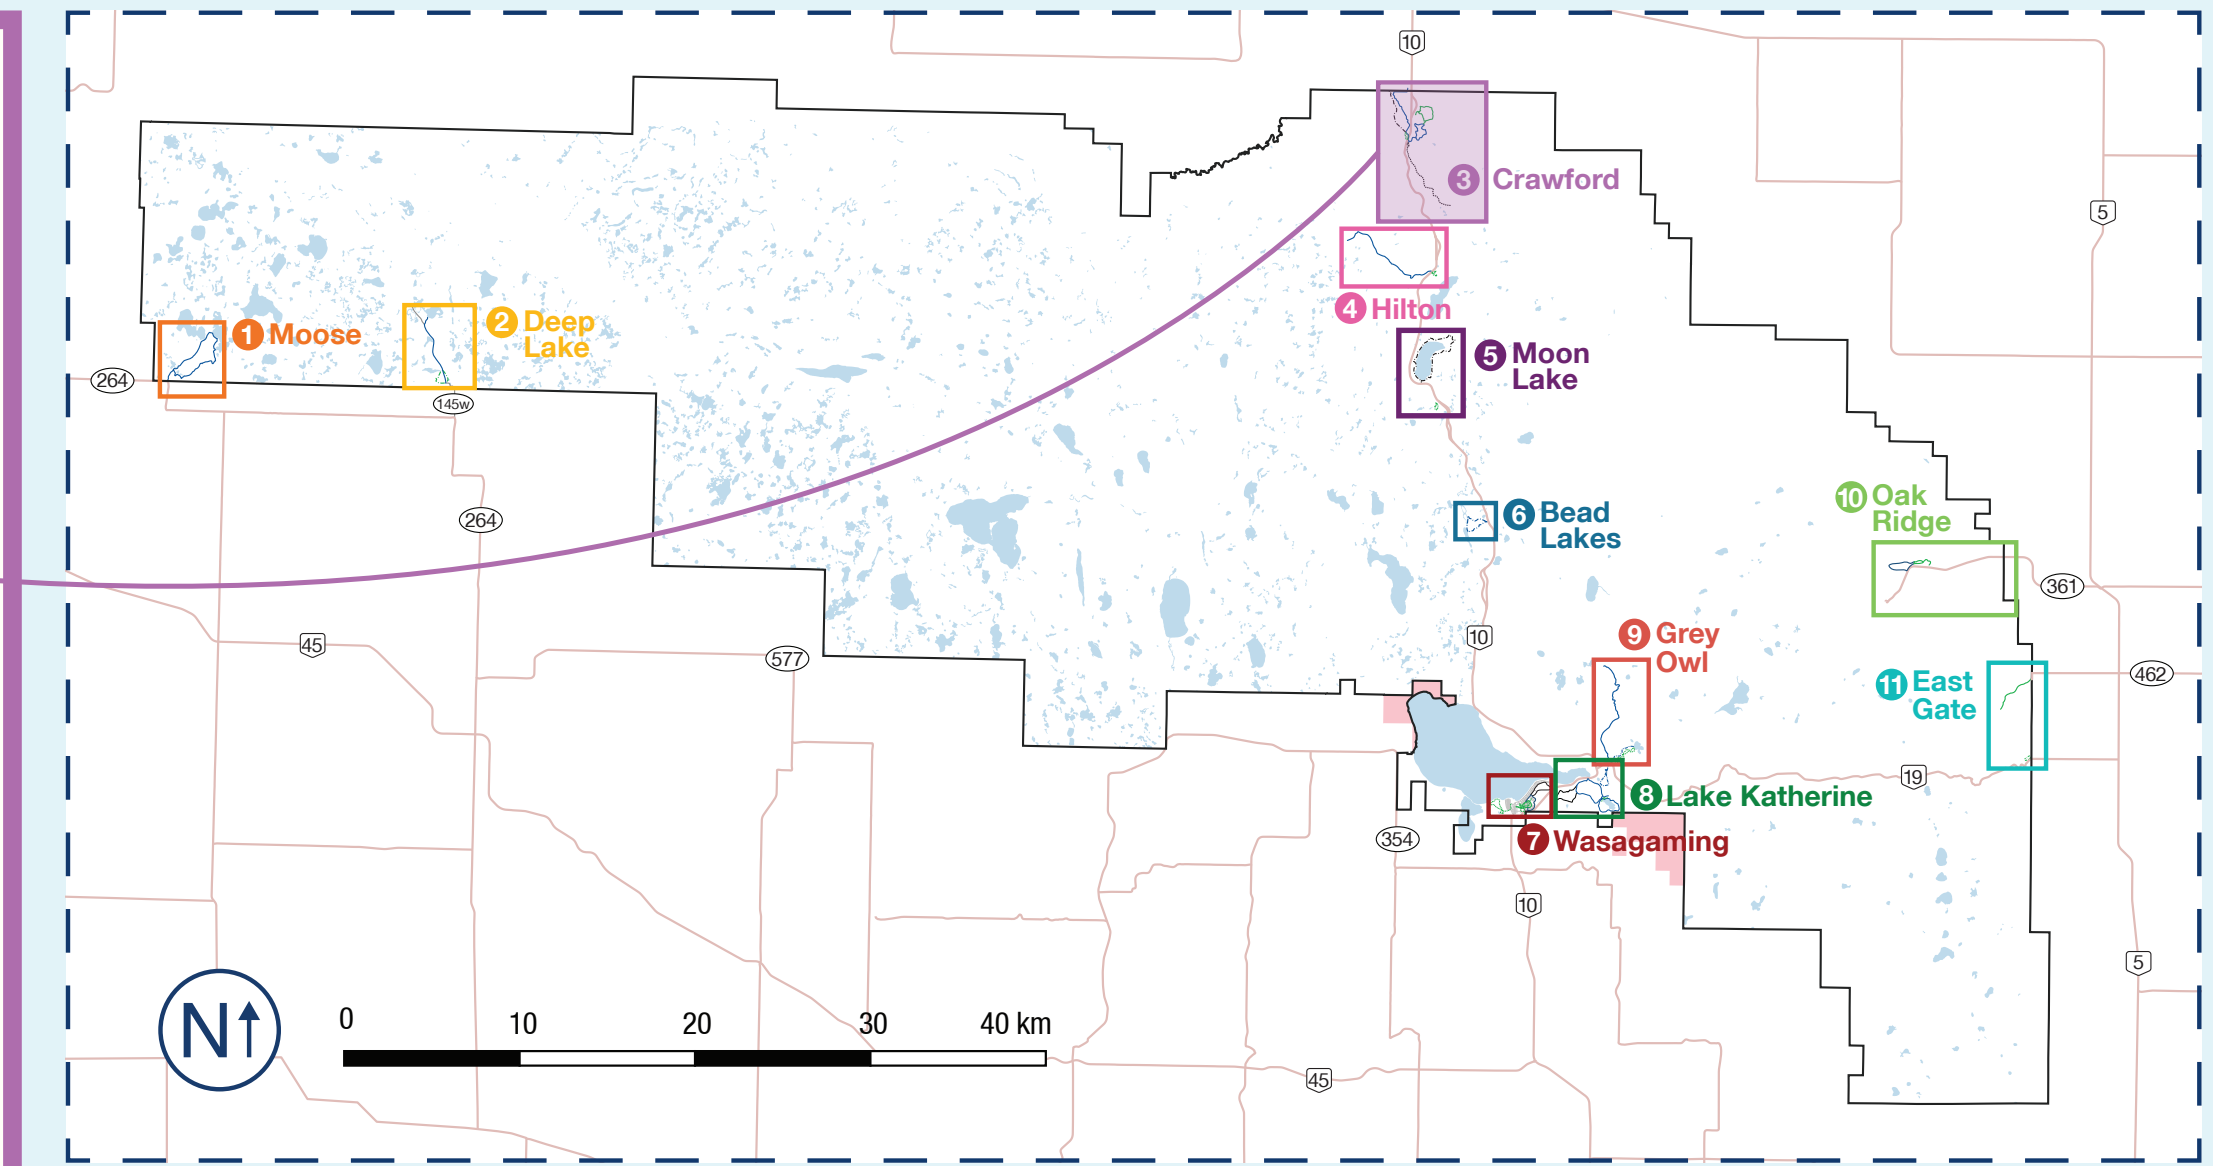 10
3 Crawford
5
4 Hilton
1 Moose
2 Deep
Lake
5 Moon
Lake
264
145w
10 Oak
Ridge
264
6 Bead
Lakes
361
45
577
10
9 Grey
Owl
11 East
Gate
462
19
8 Lake Katherine
354
7 Wasagaming
10
5
N
0 10 20 30 40 km
45